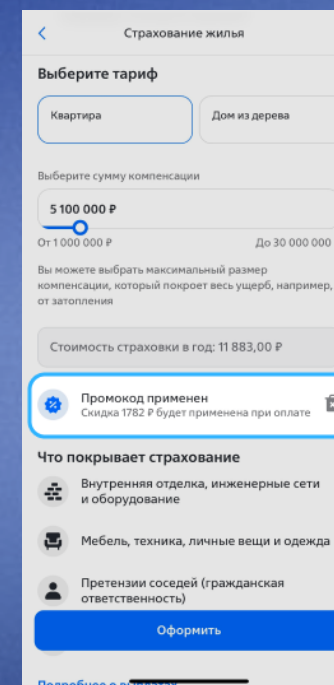 Страхование жилья
Выберите тариф
Квартира
Дом из дерева
Выберите сумму компенсации
5 100 000 ₽
От 1 000 000 ₽
До 30 000 000
Вы можете выбрать максимальный размер
компенсации, который покроет весь ущерб, например,
от затопления
Стоимость страховки в год: 11 883,00 ₽
Промокод применен
Скидка 1782 ₽ будет применена при оплате
Что покрывает страхование
Внутренняя отделка, инженерные сети
и оборудование
Мебель, техника, личные вещи и одежда
Претензии соседей (гражданская
ответственность)
Оформить
Подробнее о выплатах